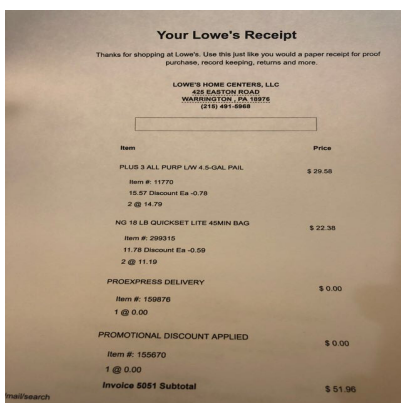 Your Lowe's Receipt
Thanks for shopping at Lowe's. Use this just like you would a paper receipt for proof
purchase, record keeping, returns and more.
LOWE'S HOME CENTERS, LLC
425 EASTON ROAD
WARRINGTON , PA 18976
(215) 491-5968
Item Price
PLUS 3 ALL PURP L/W 4.5-GAL PAIL $ 29.58
Item #: 11770
15.57 Discount Ea -0.78
2 @ 14.79
NG 18 LB QUICKSET LITE 45MIN BAG $ 22.38
Item #: 299315
11.78 Discount Ea -0.59
2 @ 11.19
PROEXPRESS DELIVERY $ 0.00
Item #: 159876
1 @ 0.00
PROMOTIONAL DISCOUNT APPLIED $ 0.00
Item #: 155670
1 @ 0.00
Invoice 5051 Subtotal $ 51.96
/mail/search